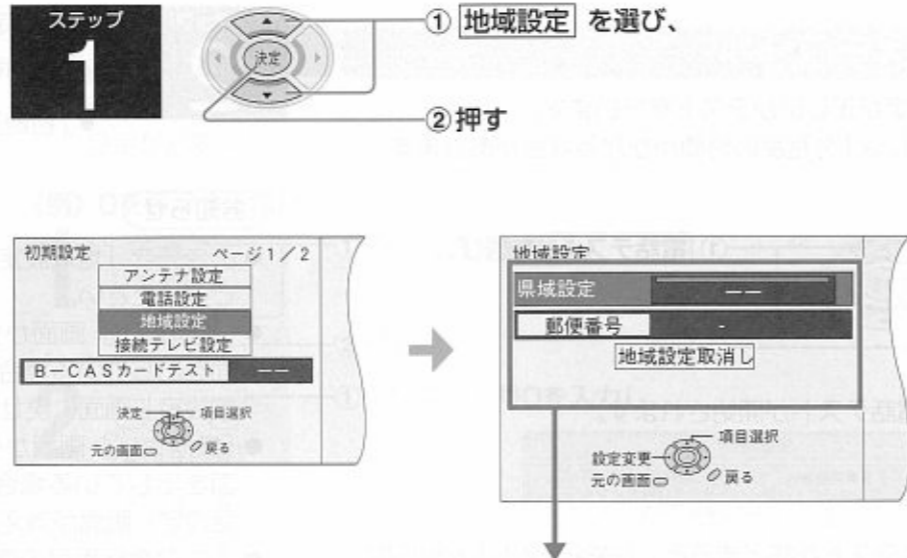 ステップ
1
① 地域設定 を選び、
決定
②押す
初期設定 ページ1／2
アンテナ設定
電話設定
地域設定
接続テレビ設定
B－CASカードテスト －－
決定 項目選択
元の画面 戻る
地域設定
県域設定 －－
郵便番号 -
地域設定取消し
項目選択
設定変更
元の画面 戻る